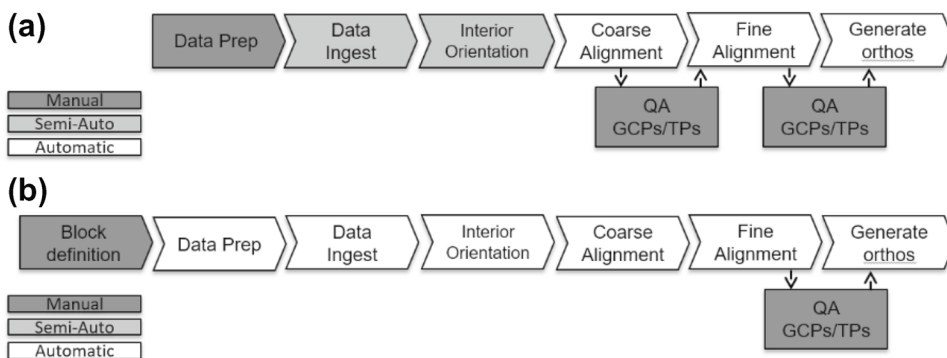 (a)
Data Prep
Data
Ingest
Interior
Orientation
Coarse
Alignment
Fine
Alignment
Generate
orthos
QA
GCPs/TPs
QA
GCPs/TPs
Manual
Semi-Auto
Automatic
(b)
Block
definition
Data Prep
Data
Ingest
Interior
Orientation
Coarse
Alignment
Fine
Alignment
Generate
orthos
QA
GCPs/TPs
Manual
Semi-Auto
Automatic